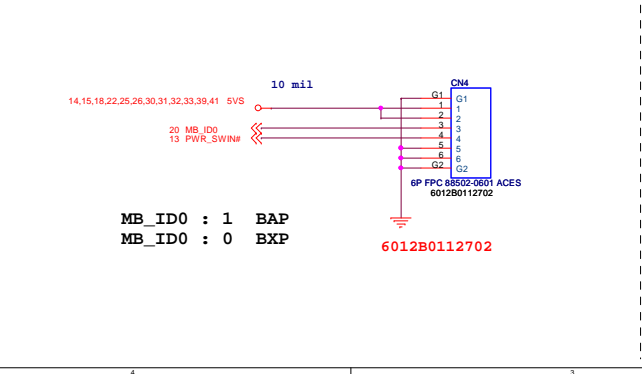 10 mil
CN4
14,15,18,22,25,26,30,31,32,33,39,41 5VS
20 MB_ID0
13 PWR_SWIN#
G1 G1
1 1
2 2
3 3
4 4
5 5
6 6
G2 G2
6P FPC 88502-0601 ACES
6012B0112702
MB_ID0 : 1 BAP
MB_ID0 : 0 BXP
6012B0112702
4 3